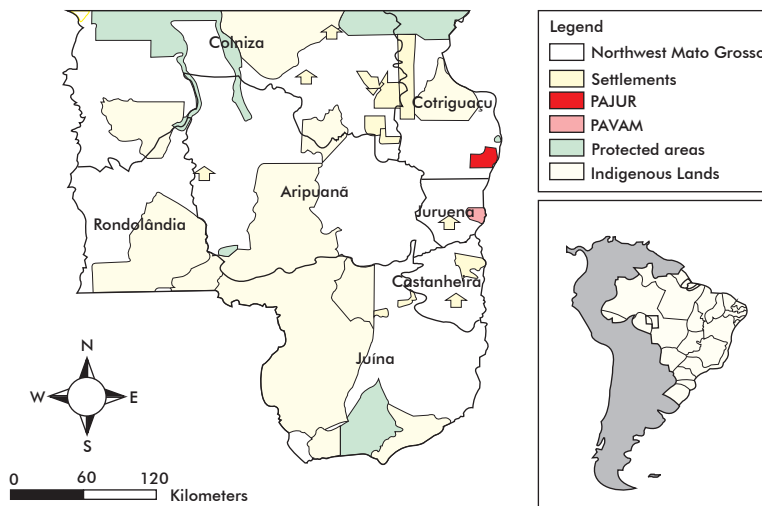 Colniza
Cotriguaçu
Aripuanã
Juruena
Rondolândia
Castanheira
Juína
N
W
E
S
0 60 120
Kilometers
Legend
Northwest Mato Grosso
Settlements
PAJUR
PAVAM
Protected areas
Indigenous Lands